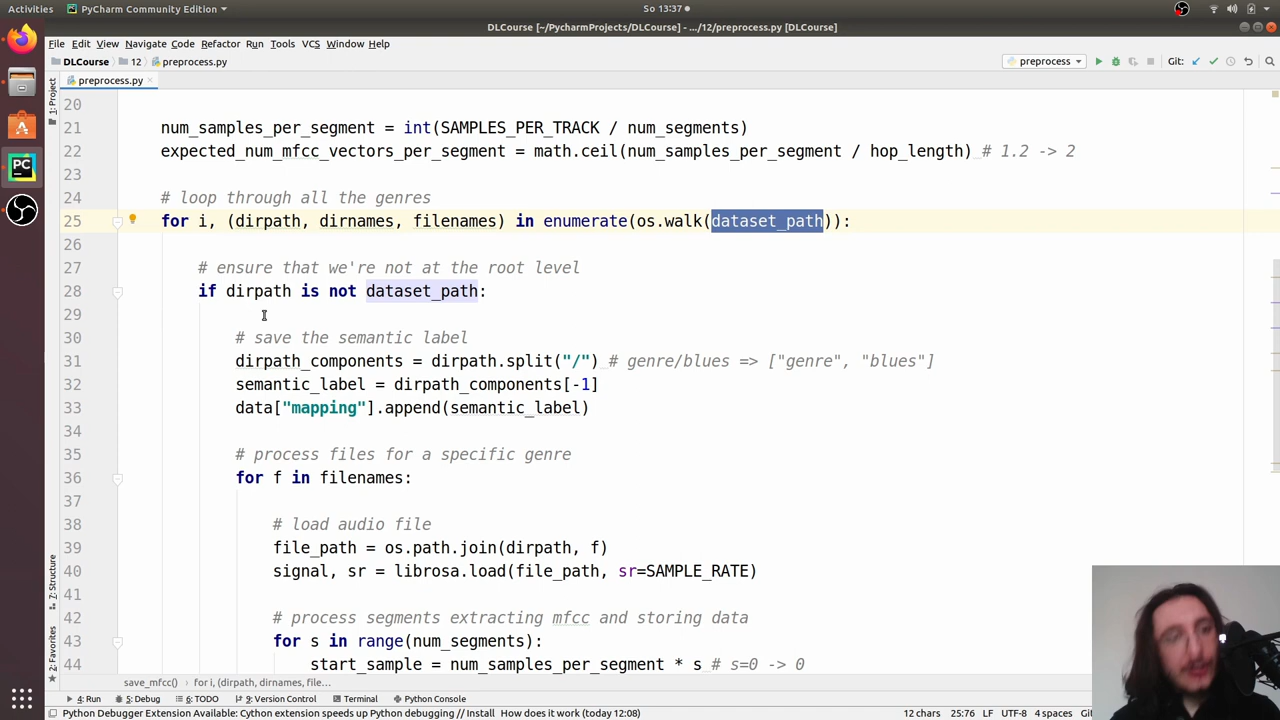 Activities PyCharm Community Edition So 13:37
DLCourse [~/PycharmProjects/DLCourse] - .../12/preprocess.py [DLCourse]
File Edit View Navigate Code Refactor Run Tools VCS Window Help
DLCourse 12 preprocess.py preprocess Git:
preprocess.py
1: Project
20
21 num_samples_per_segment = int(SAMPLES_PER_TRACK / num_segments)
22 expected_num_mfcc_vectors_per_segment = math.ceil(num_samples_per_segment / hop_length) # 1.2 -> 2
23
24 # loop through all the genres
25 for i, (dirpath, dirnames, filenames) in enumerate(os.walk(dataset_path)):
26
27 # ensure that we're not at the root level
28 if dirpath is not dataset_path:
29
30 # save the semantic label
31 dirpath_components = dirpath.split("/") # genre/blues => ["genre", "blues"]
32 semantic_label = dirpath_components[-1]
33 data["mapping"].append(semantic_label)
34
35 # process files for a specific genre
36 for f in filenames:
37
38 # load audio file
39 file_path = os.path.join(dirpath, f)
40 signal, sr = librosa.load(file_path, sr=SAMPLE_RATE)
41
42 # process segments extracting mfcc and storing data
43 for s in range(num_segments):
44 start_sample = num_samples_per_segment * s # s=0 -> 0
7: Structure
2: Favorites
save_mfcc() for i, (dirpath, dirnames, file...
4: Run 5: Debug 6: TODO 9: Version Control Terminal Python Console
Python Debugger Extension Available: Cython extension speeds up Python debugging // Install How does it work (today 12:08) 12 chars 25:76 LF UTF-8 4 spaces